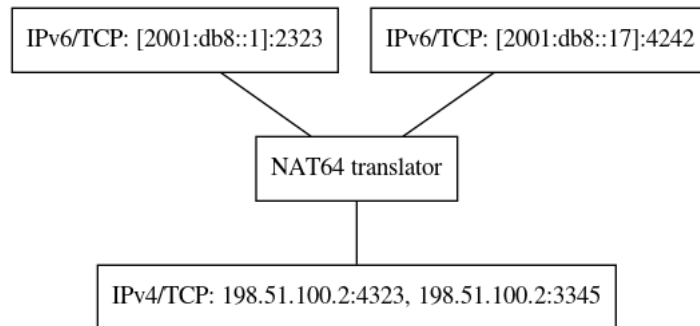 IPv6/TCP: [2001:db8::1]:2323
IPv6/TCP: [2001:db8::17]:4242
NAT64 translator
IPv4/TCP: 198.51.100.2:4323, 198.51.100.2:3345